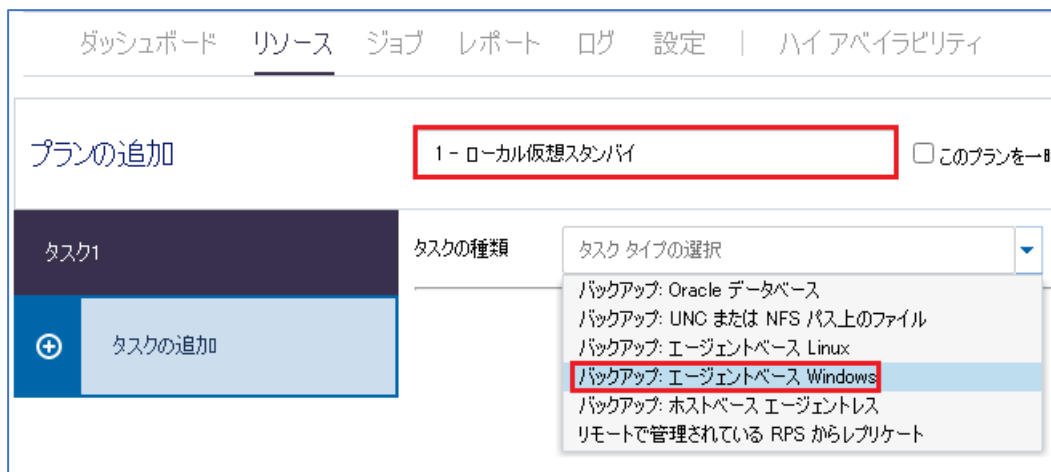 ダッシュボード リソース ジョブ レポート ログ 設定 | ハイ アベイラビリティ
プランの追加 1 - ローカル仮想スタンバイ このプランを一時
タスク1 タスクの種類 タスク タイプの選択
バックアップ: Oracle データベース
バックアップ: UNC または NFS パス上のファイル
タスクの追加 バックアップ: エージェントベース Linux
バックアップ: エージェントベース Windows
バックアップ: ホストベース エージェントレス
リモートで管理されている RPS からレプリケート